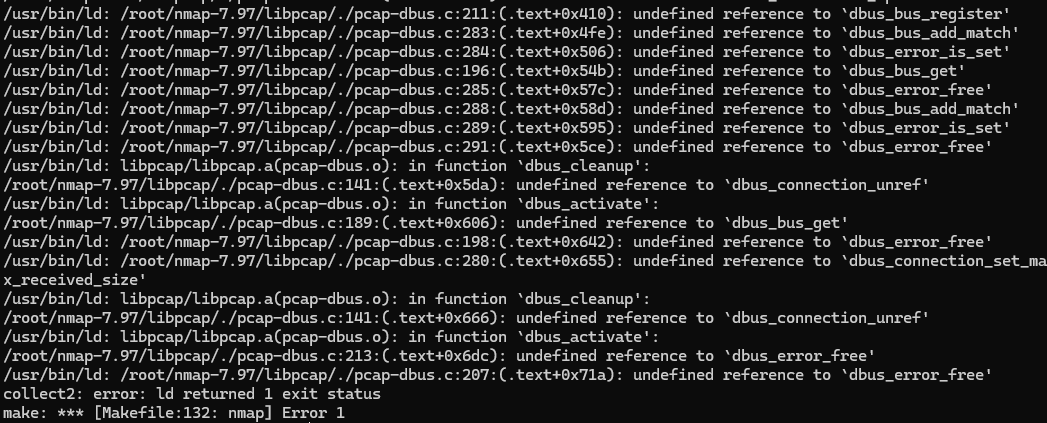 /usr/bin/ld: /root/nmap-7.97/libpcap/./pcap-dbus.c:211:(.text+0x410): undefined reference to `dbus_bus_register'
/usr/bin/ld: /root/nmap-7.97/libpcap/./pcap-dbus.c:283:(.text+0x4fe): undefined reference to `dbus_bus_add_match'
/usr/bin/ld: /root/nmap-7.97/libpcap/./pcap-dbus.c:284:(.text+0x506): undefined reference to `dbus_error_is_set'
/usr/bin/ld: /root/nmap-7.97/libpcap/./pcap-dbus.c:196:(.text+0x54b): undefined reference to `dbus_bus_get'
/usr/bin/ld: /root/nmap-7.97/libpcap/./pcap-dbus.c:285:(.text+0x57c): undefined reference to `dbus_error_free'
/usr/bin/ld: /root/nmap-7.97/libpcap/./pcap-dbus.c:288:(.text+0x58d): undefined reference to `dbus_bus_add_match'
/usr/bin/ld: /root/nmap-7.97/libpcap/./pcap-dbus.c:289:(.text+0x595): undefined reference to `dbus_error_is_set'
/usr/bin/ld: /root/nmap-7.97/libpcap/./pcap-dbus.c:291:(.text+0x5ce): undefined reference to `dbus_error_free'
/usr/bin/ld: libpcap/libpcap.a(pcap-dbus.o): in function `dbus_cleanup':
/root/nmap-7.97/libpcap/./pcap-dbus.c:141:(.text+0x5da): undefined reference to `dbus_connection_unref'
/usr/bin/ld: libpcap/libpcap.a(pcap-dbus.o): in function `dbus_activate':
/root/nmap-7.97/libpcap/./pcap-dbus.c:189:(.text+0x606): undefined reference to `dbus_bus_get'
/usr/bin/ld: /root/nmap-7.97/libpcap/./pcap-dbus.c:198:(.text+0x642): undefined reference to `dbus_error_free'
/usr/bin/ld: /root/nmap-7.97/libpcap/./pcap-dbus.c:280:(.text+0x655): undefined reference to `dbus_connection_set_ma
x_received_size'
/usr/bin/ld: libpcap/libpcap.a(pcap-dbus.o): in function `dbus_cleanup':
/root/nmap-7.97/libpcap/./pcap-dbus.c:141:(.text+0x666): undefined reference to `dbus_connection_unref'
/usr/bin/ld: libpcap/libpcap.a(pcap-dbus.o): in function `dbus_activate':
/root/nmap-7.97/libpcap/./pcap-dbus.c:213:(.text+0x6dc): undefined reference to `dbus_error_free'
/usr/bin/ld: /root/nmap-7.97/libpcap/./pcap-dbus.c:207:(.text+0x71a): undefined reference to `dbus_error_free'
collect2: error: ld returned 1 exit status
make: *** [Makefile:132: nmap] Error 1